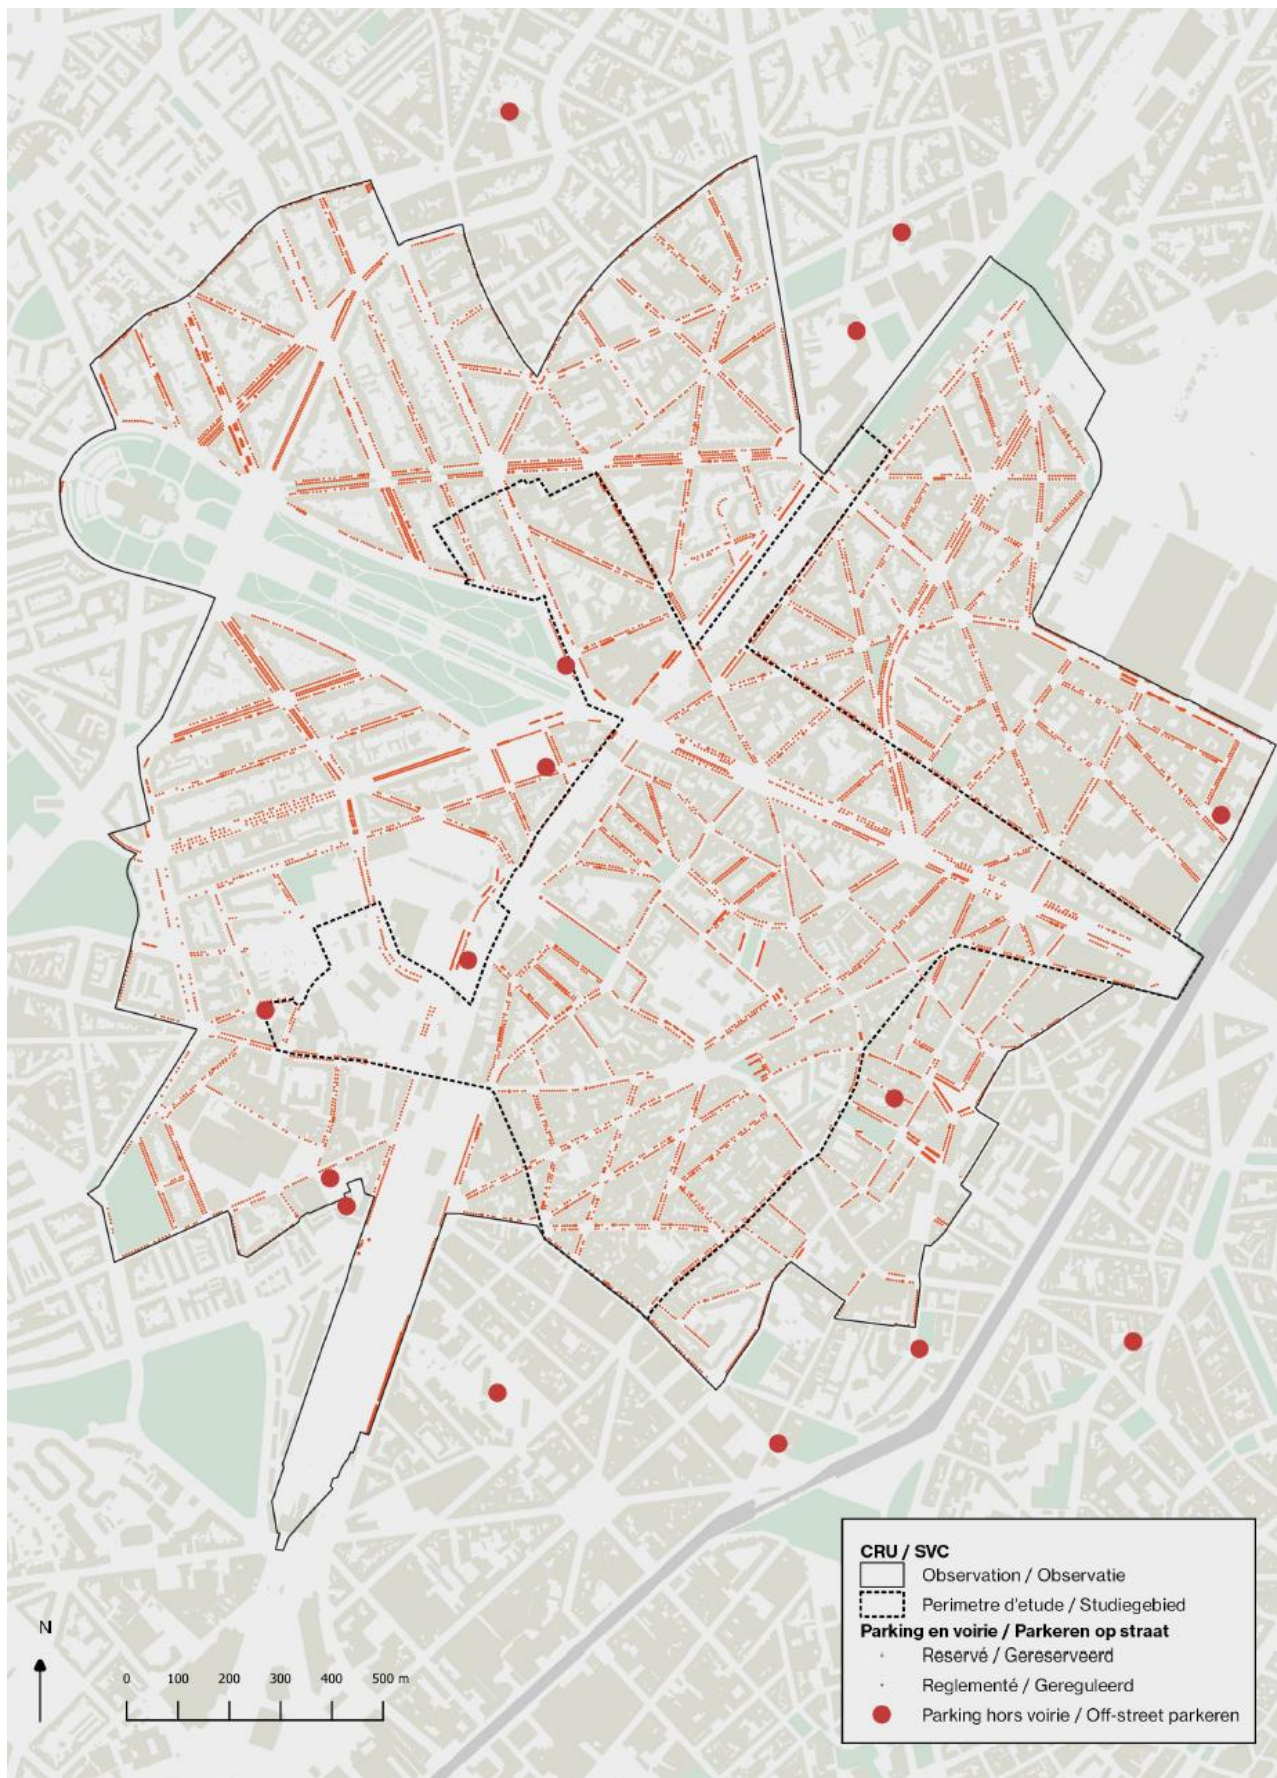 CRU / SVC
Observation / Observatie
Perimetre d'etude / Studiegebied
Parking en voirie / Parkeren op straat
Reservé / Gereserveerd
Reglementé / Gereguleerd
Parking hors voirie / Off-street parkeren
N
0 100 200 300 400 500 m